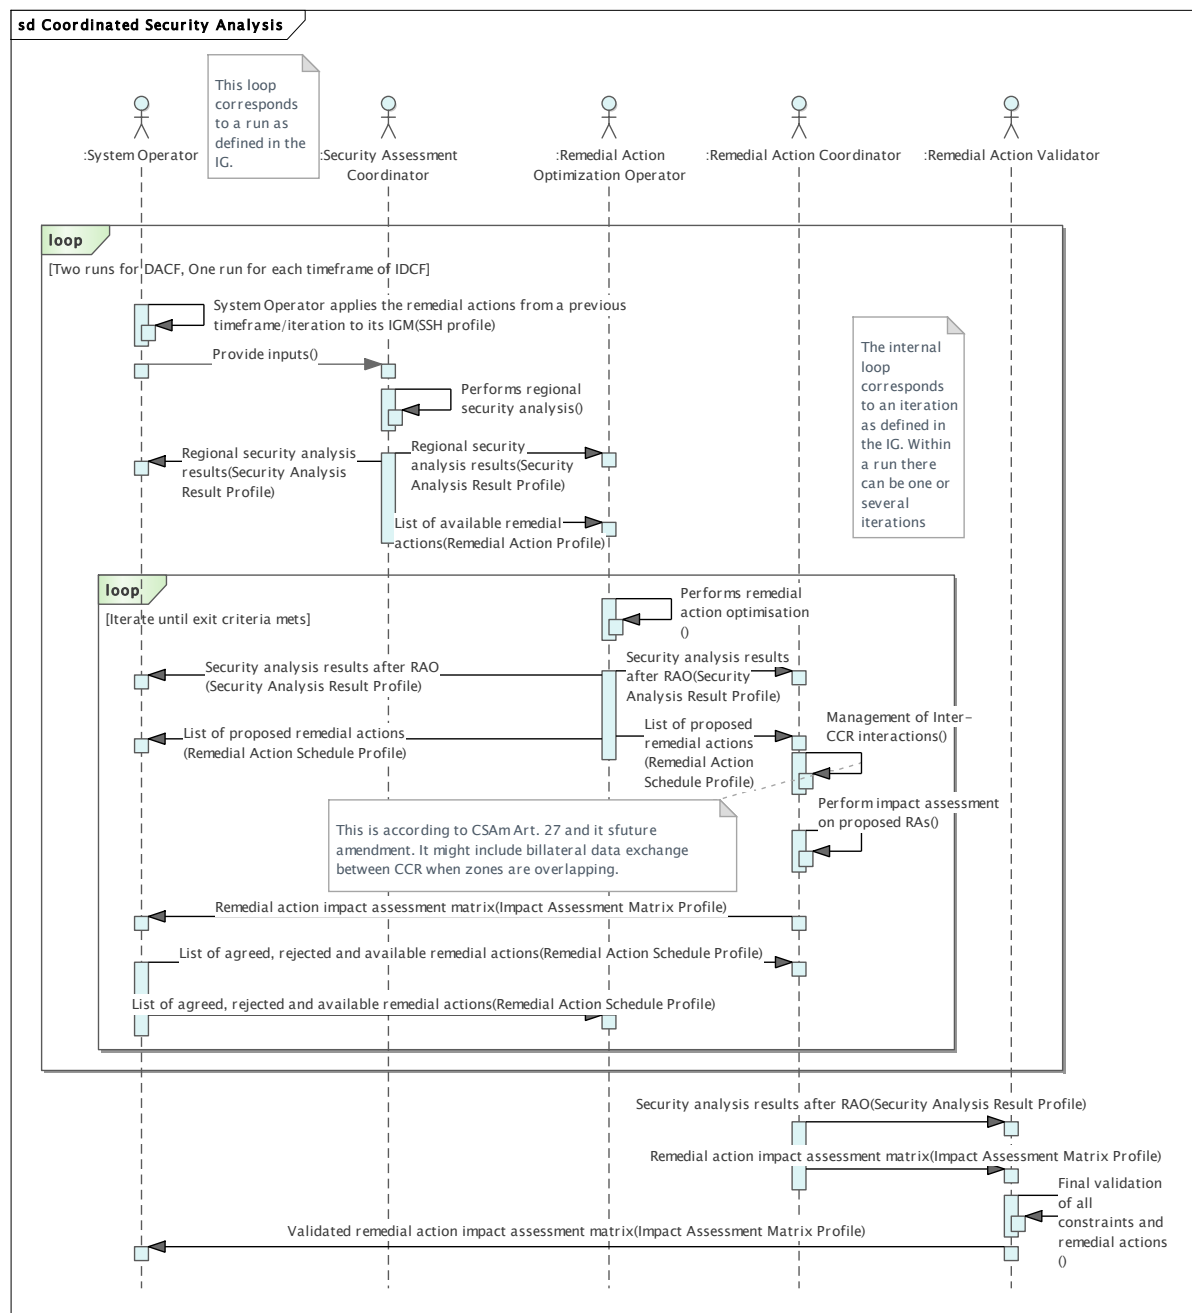 sd Coordinated Security Analysis
This loop
corresponds
to a run as
defined in the
IG.
:System Operator
:Security Assessment
Coordinator
:Remedial Action
Optimization Operator
:Remedial Action Coordinator
:Remedial Action Validator
loop
[Two runs for DACF, One run for each timeframe of IDCF]
System Operator applies the remedial actions from a previous
timeframe/iteration to its IGM(SSH profile)
Provide inputs()
The internal
loop
corresponds
to an iteration
as defined in
the IG. Within
a run there
can be one or
several
iterations
Performs regional
security analysis()
Regional security analysis
results(Security Analysis
Result Profile)
Regional security
analysis results(Security
Analysis Result Profile)
List of available remedial
actions(Remedial Action Profile)
loop
[Iterate until exit criteria mets]
Performs remedial
action optimisation
()
Security analysis results after RAO
(Security Analysis Result Profile)
Security analysis results
after RAO(Security
Analysis Result Profile)
List of proposed remedial actions
(Remedial Action Schedule Profile)
List of proposed
remedial actions
(Remedial Action
Schedule Profile)
Management of Inter-
CCR interactions()
Perform impact assessment
on proposed RAs()
This is according to CSAm Art. 27 and it sfuture
amendment. It might include billateral data exchange
between CCR when zones are overlapping.
Remedial action impact assessment matrix(Impact Assessment Matrix Profile)
List of agreed, rejected and available remedial actions(Remedial Action Schedule Profile)
List of agreed, rejected and available remedial actions(Remedial Action Schedule Profile)
Security analysis results after RAO(Security Analysis Result Profile)
Remedial action impact assessment matrix(Impact Assessment Matrix Profile)
Final validation
of all
constraints and
remedial actions
()
Validated remedial action impact assessment matrix(Impact Assessment Matrix Profile)